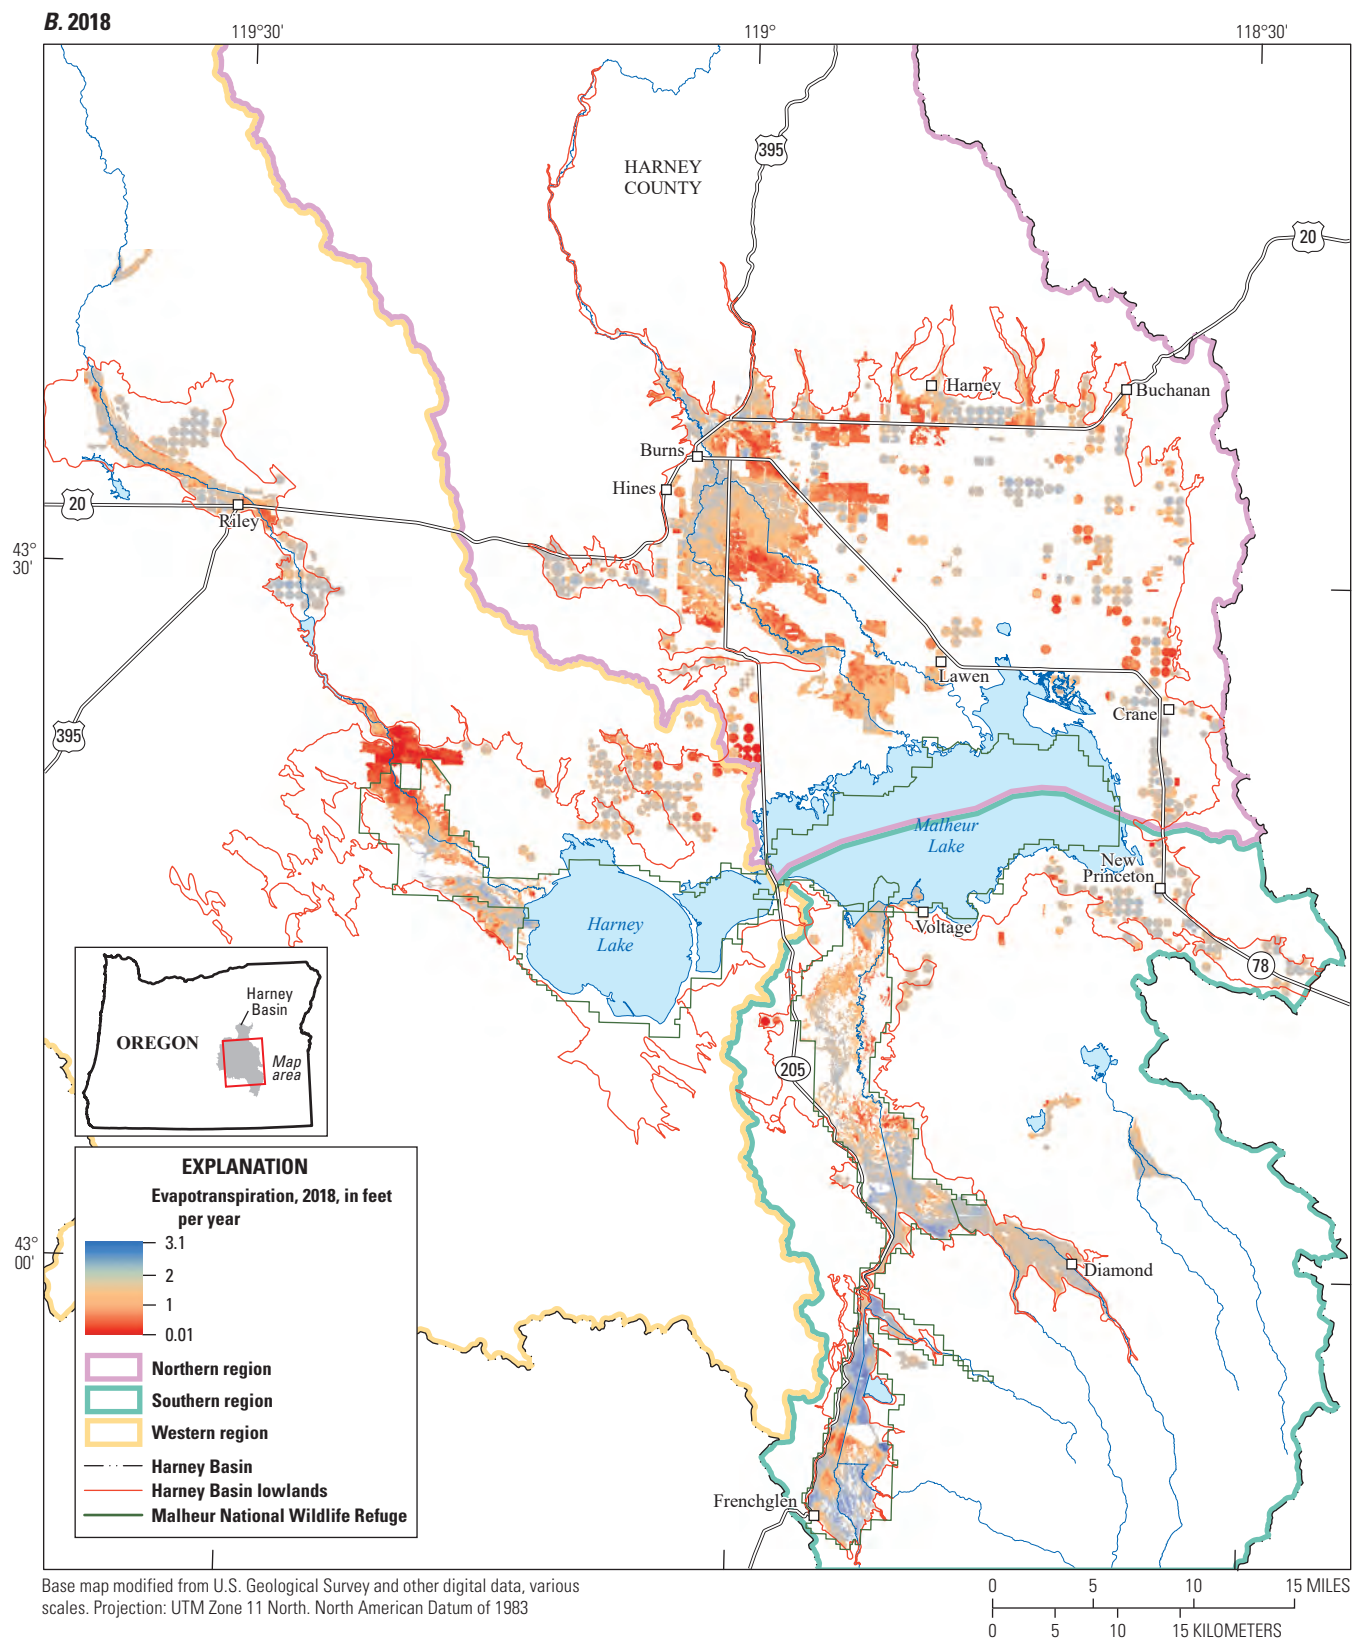 B. 2018
119°30'
119°
118°30'
395
HARNEY
COUNTY
20
Harney
Buchanan
Burns
Hines
20
Riley
43°
30'
Lawen
Crane
395
Malheur
Lake
New
Princeton
Harney
Lake
Voltage
78
Harney
Basin
OREGON
Map
area
205
EXPLANATION
Evapotranspiration, 2018, in feet
per year
3.1
2
1
0.01
43°
00'
Diamond
Northern region
Southern region
Western region
Harney Basin
Harney Basin lowlands
Malheur National Wildlife Refuge
Frenchglen
Base map modified from U.S. Geological Survey and other digital data, various
scales. Projection: UTM Zone 11 North. North American Datum of 1983
0 5 10 15 MILES
0 5 10 15 KILOMETERS